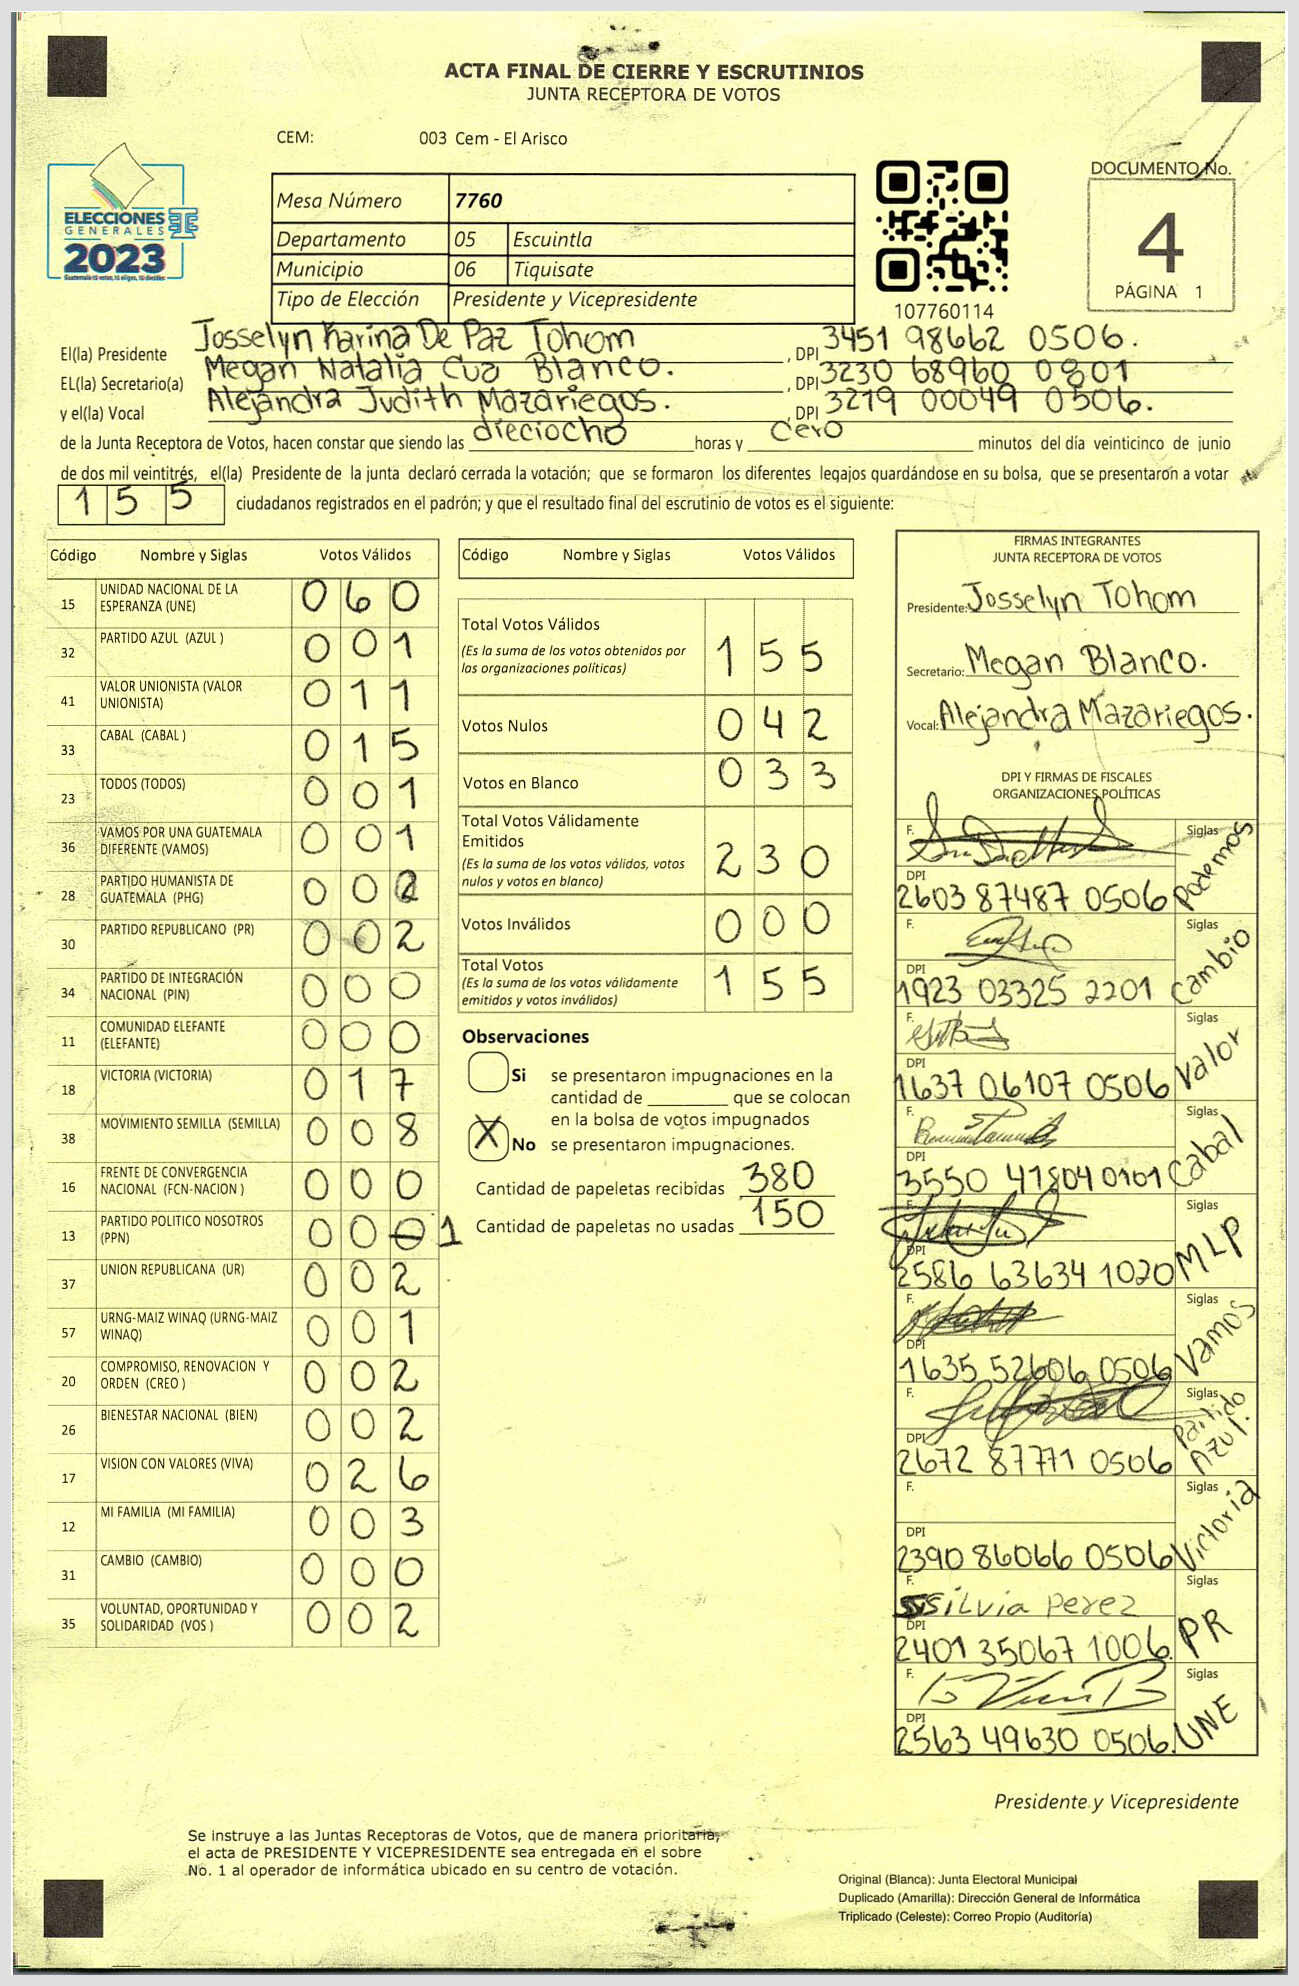 ACTA FINAL DE CIERRE Y ESCRUTINIOS
JUNTA RECEPTORA DE VOTOS
CEM: 003 Cem - El Arisco
ELECCIONES
GENERALES
2023
Mesa Número 7760
Departamento 05 Escuintla
Municipio 06 Tiquisate
Tipo de Elección Presidente y Vicepresidente
107760114
DOCUMENTO No.
4
PÁGINA 1
El(la) Presidente Josselyn Karina De Paz Tohom, DPI 3451 98662 0506.
EL(la) Secretario(a) Megan Natalia Cua Blanco., DPI 3230 68960 0801
y el(la) Vocal Alejandra Judith Mazariegos., DPI 3219 00049 0506.
de la Junta Receptora de Votos, hacen constar que siendo las dieciocho horas y cero minutos del día veinticinco de junio
de dos mil veintitrés, el(la) Presidente de la junta declaró cerrada la votación; que se formaron los diferentes legajos guardándose en su bolsa, que se presentaron a votar
155 ciudadanos registrados en el padrón; y que el resultado final del escrutinio de votos es el siguiente:
Código Nombre y Siglas Votos Válidos
15 UNIDAD NACIONAL DE LA ESPERANZA (UNE) 060
32 PARTIDO AZUL (AZUL ) 001
41 VALOR UNIONISTA (VALOR UNIONISTA) 011
33 CABAL (CABAL ) 015
23 TODOS (TODOS) 001
36 VAMOS POR UNA GUATEMALA DIFERENTE (VAMOS) 001
28 PARTIDO HUMANISTA DE GUATEMALA (PHG) 002
30 PARTIDO REPUBLICANO (PR) 002
34 PARTIDO DE INTEGRACIÓN NACIONAL (PIN) 000
11 COMUNIDAD ELEFANTE (ELEFANTE) 000
18 VICTORIA (VICTORIA) 017
38 MOVIMIENTO SEMILLA (SEMILLA) 008
16 FRENTE DE CONVERGENCIA NACIONAL (FCN-NACION ) 000
13 PARTIDO POLITICO NOSOTROS (PPN) 000 1
37 UNION REPUBLICANA (UR) 002
57 URNG-MAIZ WINAQ (URNG-MAIZ WINAQ) 001
20 COMPROMISO, RENOVACION Y ORDEN (CREO ) 002
26 BIENESTAR NACIONAL (BIEN) 002
17 VISION CON VALORES (VIVA) 026
12 MI FAMILIA (MI FAMILIA) 003
31 CAMBIO (CAMBIO) 000
35 VOLUNTAD, OPORTUNIDAD Y SOLIDARIDAD (VOS ) 002
Código Nombre y Siglas Votos Válidos
Total Votos Válidos
(Es la suma de los votos obtenidos por
las organizaciones políticas) 155
Votos Nulos 042
Votos en Blanco 033
Total Votos Válidamente
Emitidos
(Es la suma de los votos válidos, votos
nulos y votos en blanco) 230
Votos Inválidos 000
Total Votos
(Es la suma de los votos válidamente
emitidos y votos inválidos) 155
Observaciones
Si se presentaron impugnaciones en la
cantidad de ________ que se colocan
en la bolsa de votos impugnados
X No se presentaron impugnaciones.
Cantidad de papeletas recibidas 380
Cantidad de papeletas no usadas 150
FIRMAS INTEGRANTES
JUNTA RECEPTORA DE VOTOS
Presidente: Josselyn Tohom
Secretario: Megan Blanco.
Vocal: Alejandra Mazariegos.
DPI Y FIRMAS DE FISCALES
ORGANIZACIONES POLÍTICAS
F. Siglas Podemos
DPI 2603 87487 0506
F. Siglas Cambio
DPI 1923 03325 2201
F. Siglas Valor
DPI 1637 06107 0506
F. Siglas Cabal
DPI 3550 41804 0101
F. Siglas MLP
DPI 2586 63634 1020
F. Siglas Vamos
DPI 1635 52606 0506
F. Siglas Partido Azul.
DPI 2672 87771 0506
F. Siglas Victoria
DPI 2390 86066 0506
F. Silvia Perez Siglas PR
DPI 2401 35067 1006.
F. Siglas UNE
DPI 2563 49630 0506.
Presidente y Vicepresidente
Se instruye a las Juntas Receptoras de Votos, que de manera prioritaria,
el acta de PRESIDENTE Y VICEPRESIDENTE sea entregada en el sobre
No. 1 al operador de informática ubicado en su centro de votación.
Original (Blanca): Junta Electoral Municipal
Duplicado (Amarilla): Dirección General de Informática
Triplicado (Celeste): Correo Propio (Auditoría)